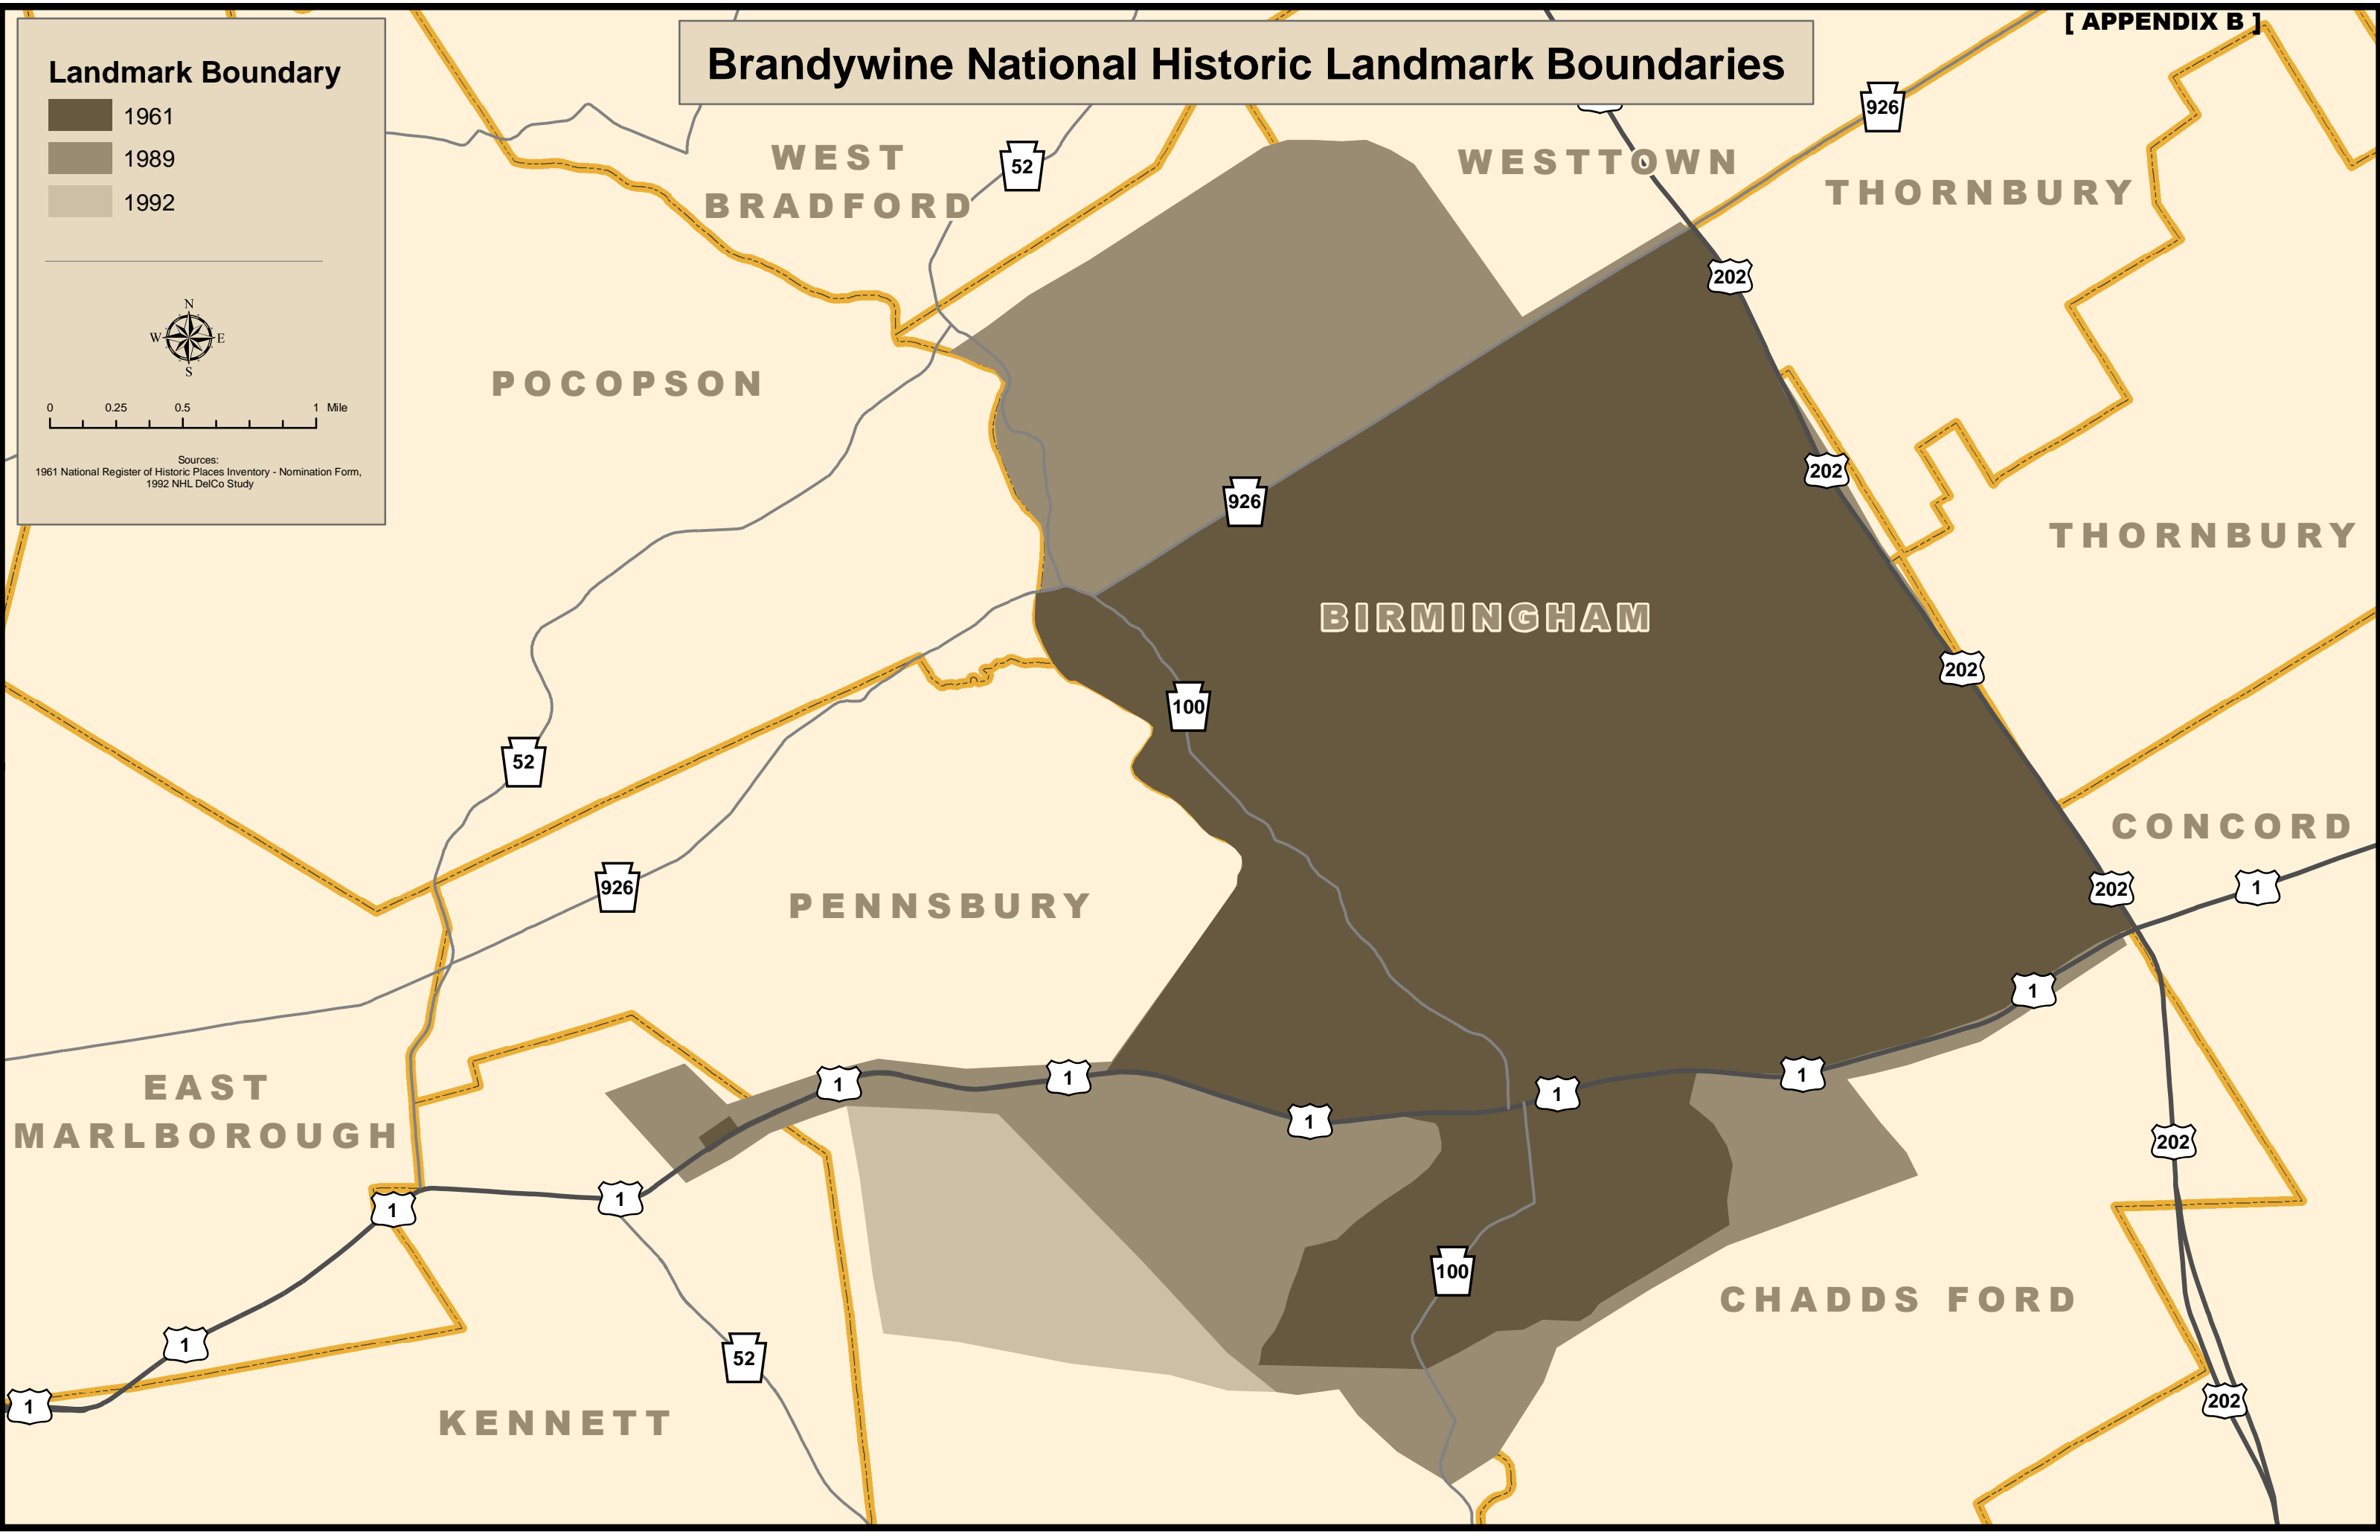 [ APPENDIX B ]
Brandywine National Historic Landmark Boundaries
Landmark Boundary
1961
1989
1992
N
W E
S
0 0.25 0.5 1 Mile
Sources:
1961 National Register of Historic Places Inventory - Nomination Form,
1992 NHL DelCo Study
926
WEST
BRADFORD
52
WESTTOWN
THORNBURY
202
POCOPSON
202
926
THORNBURY
BIRMINGHAM
202
100
52
CONCORD
926
PENNSBURY
202
1
1
EAST
MARLBOROUGH
1
1
1
1
1
202
1
1
100
CHADDS FORD
1
52
202
1
KENNETT